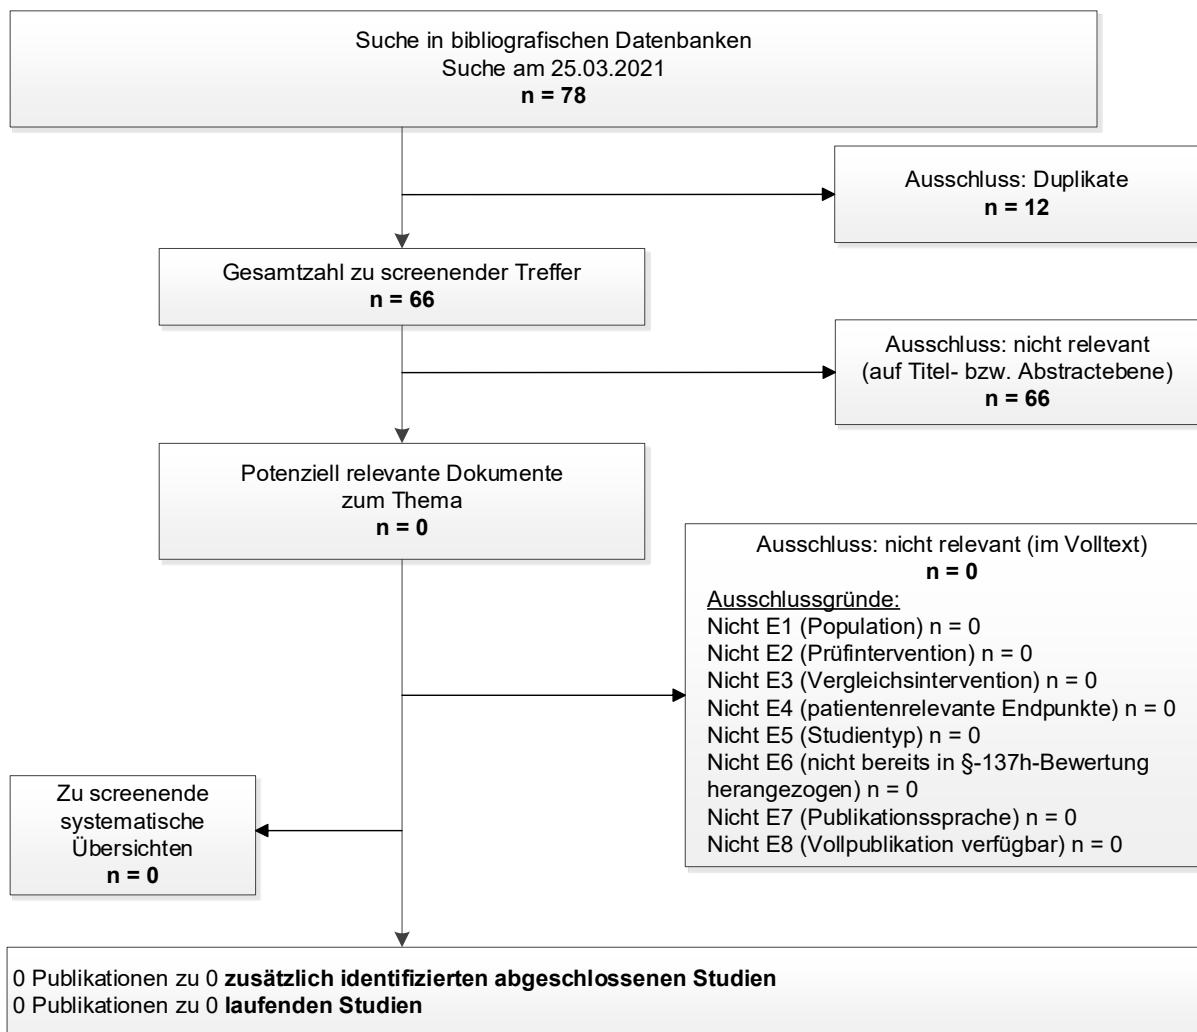 Suche in bibliografischen Datenbanken
Suche am 25.03.2021
n = 78
Ausschluss: Duplikate
n = 12
Gesamtzahl zu screenender Treffer
n = 66
Ausschluss: nicht relevant
(auf Titel- bzw. Abstractebene)
n = 66
Potenziell relevante Dokumente
zum Thema
n = 0
Ausschluss: nicht relevant (im Volltext)
n = 0
Ausschlussgründe:
Nicht E1 (Population) n = 0
Nicht E2 (Prüfintervention) n = 0
Nicht E3 (Vergleichsintervention) n = 0
Nicht E4 (patientenrelevante Endpunkte) n = 0
Nicht E5 (Studientyp) n = 0
Nicht E6 (nicht bereits in §-137h-Bewertung
herangezogen) n = 0
Nicht E7 (Publikationssprache) n = 0
Nicht E8 (Vollpublikation verfügbar) n = 0
Zu screenende
systematische
Übersichten
n = 0
0 Publikationen zu 0 zusätzlich identifizierten abgeschlossenen Studien
0 Publikationen zu 0 laufenden Studien